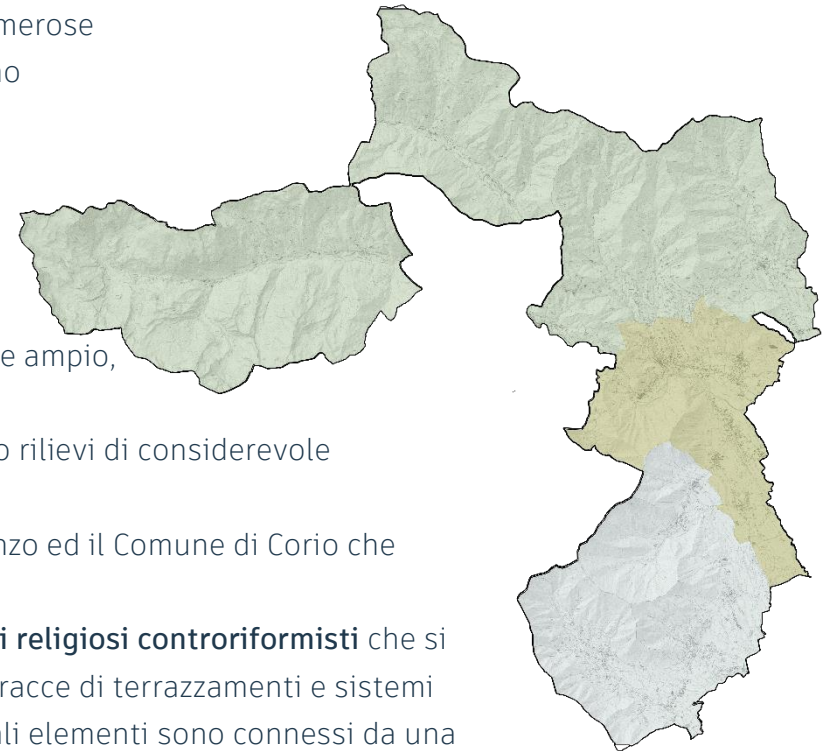 merose
no
e ampio,
o rilievi di considerevole
nzo ed il Comune di Corio che
i religiosi controriformisti che si
racce di terrazzamenti e sistemi
ali elementi sono connessi da una